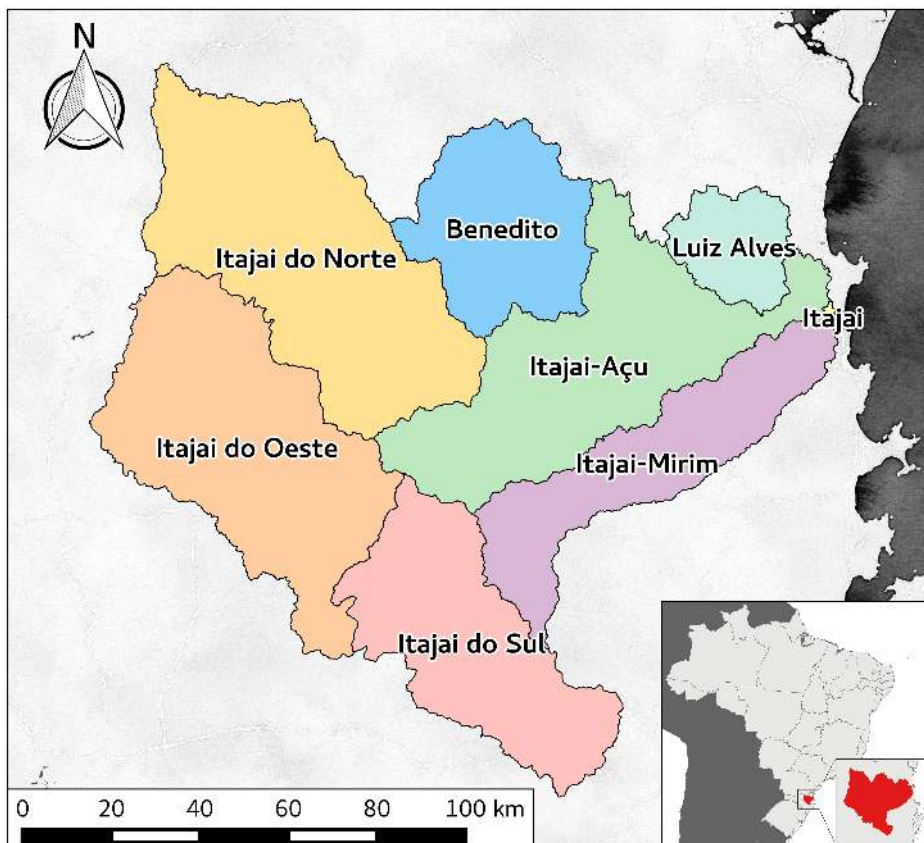 N
Benedito
Luiz Alves
Itajai do Norte
Itajai
Itajai-Açu
Itajai do Oeste
Itajai-Mirim
Itajai do Sul
0 20 40 60 80 100 km